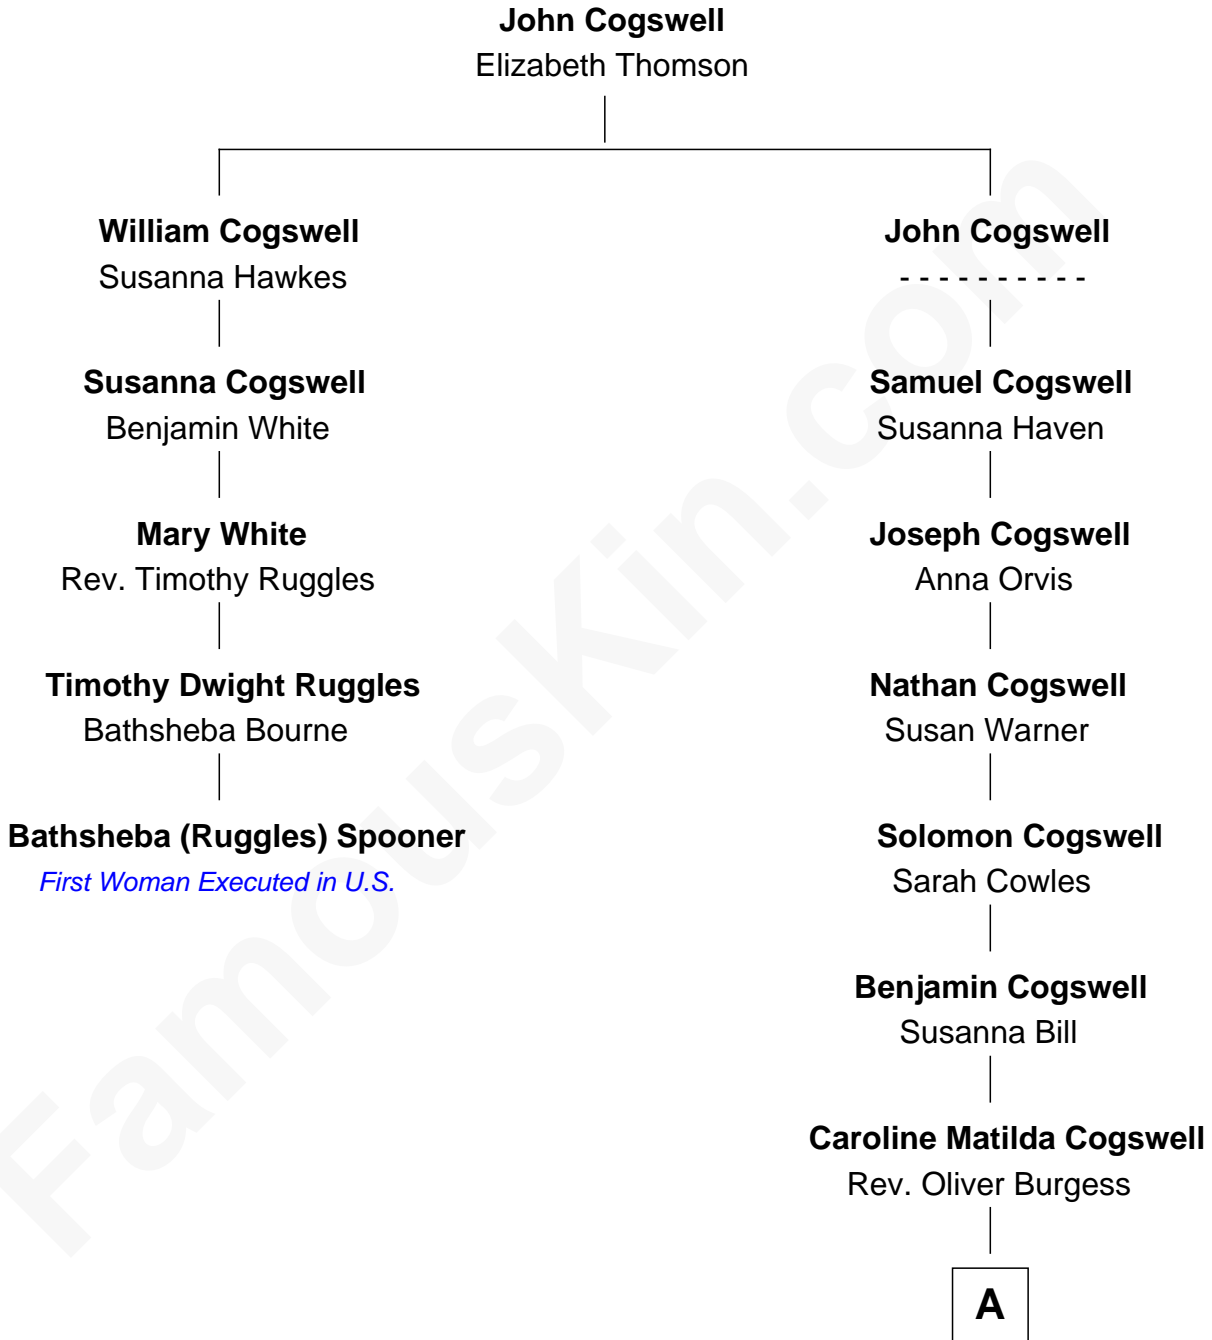 John Cogswell
Elizabeth Thomson
William Cogswell
Susanna Hawkes
Susanna Cogswell
Benjamin White
Mary White
Rev. Timothy Ruggles
Timothy Dwight Ruggles
Bathsheba Bourne
Bathsheba (Ruggles) Spooner
First Woman Executed in U.S.
John Cogswell
- - - - - - - - - -
Samuel Cogswell
Susanna Haven
Joseph Cogswell
Anna Orvis
Nathan Cogswell
Susan Warner
Solomon Cogswell
Sarah Cowles
Benjamin Cogswell
Susanna Bill
Caroline Matilda Cogswell
Rev. Oliver Burgess
A
FamousKin.com